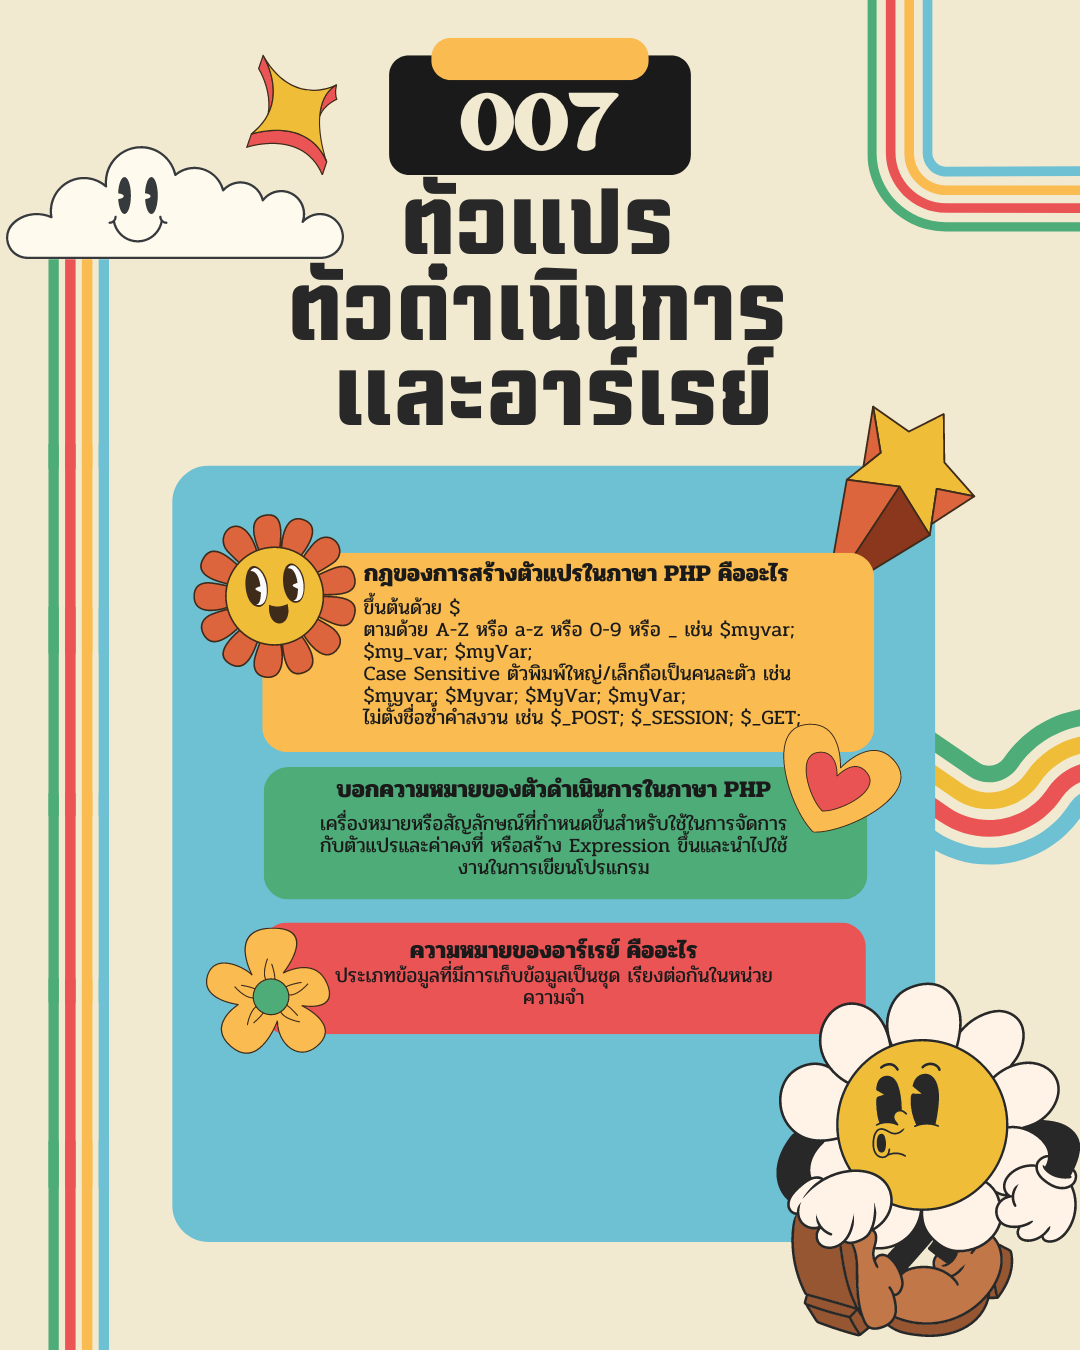 007
ตัวแปร
ตัวดำเนินการ
และอาร์เรย์
กฎของการสร้างตัวแปรในภาษา PHP คืออะไร
ขึ้นต้นด้วย $
ตามด้วย A-Z หรือ a-z หรือ 0-9 หรือ _ เช่น $myvar;
$my_var; $myVar;
Case Sensitive ตัวพิมพ์ใหญ่/เล็กถือเป็นคนละตัว เช่น
$myvar; $Myvar; $MyVar; $myVar;
ไม่ตั้งชื่อซ้ำคำสงวน เช่น $_POST; $_SESSION; $_GET;
บอกความหมายของตัวดำเนินการในภาษา PHP
เครื่องหมายหรือสัญลักษณ์ที่กำหนดขึ้นสำหรับใช้ในการจัดการ
กับตัวแปรและค่าคงที่ หรือสร้าง Expression ขึ้นและนำไปใช้
งานในการเขียนโปรแกรม
ความหมายของอาร์เรย์ คืออะไร
ประเภทข้อมูลที่มีการเก็บข้อมูลเป็นชุด เรียงต่อกันในหน่วย
ความจำ